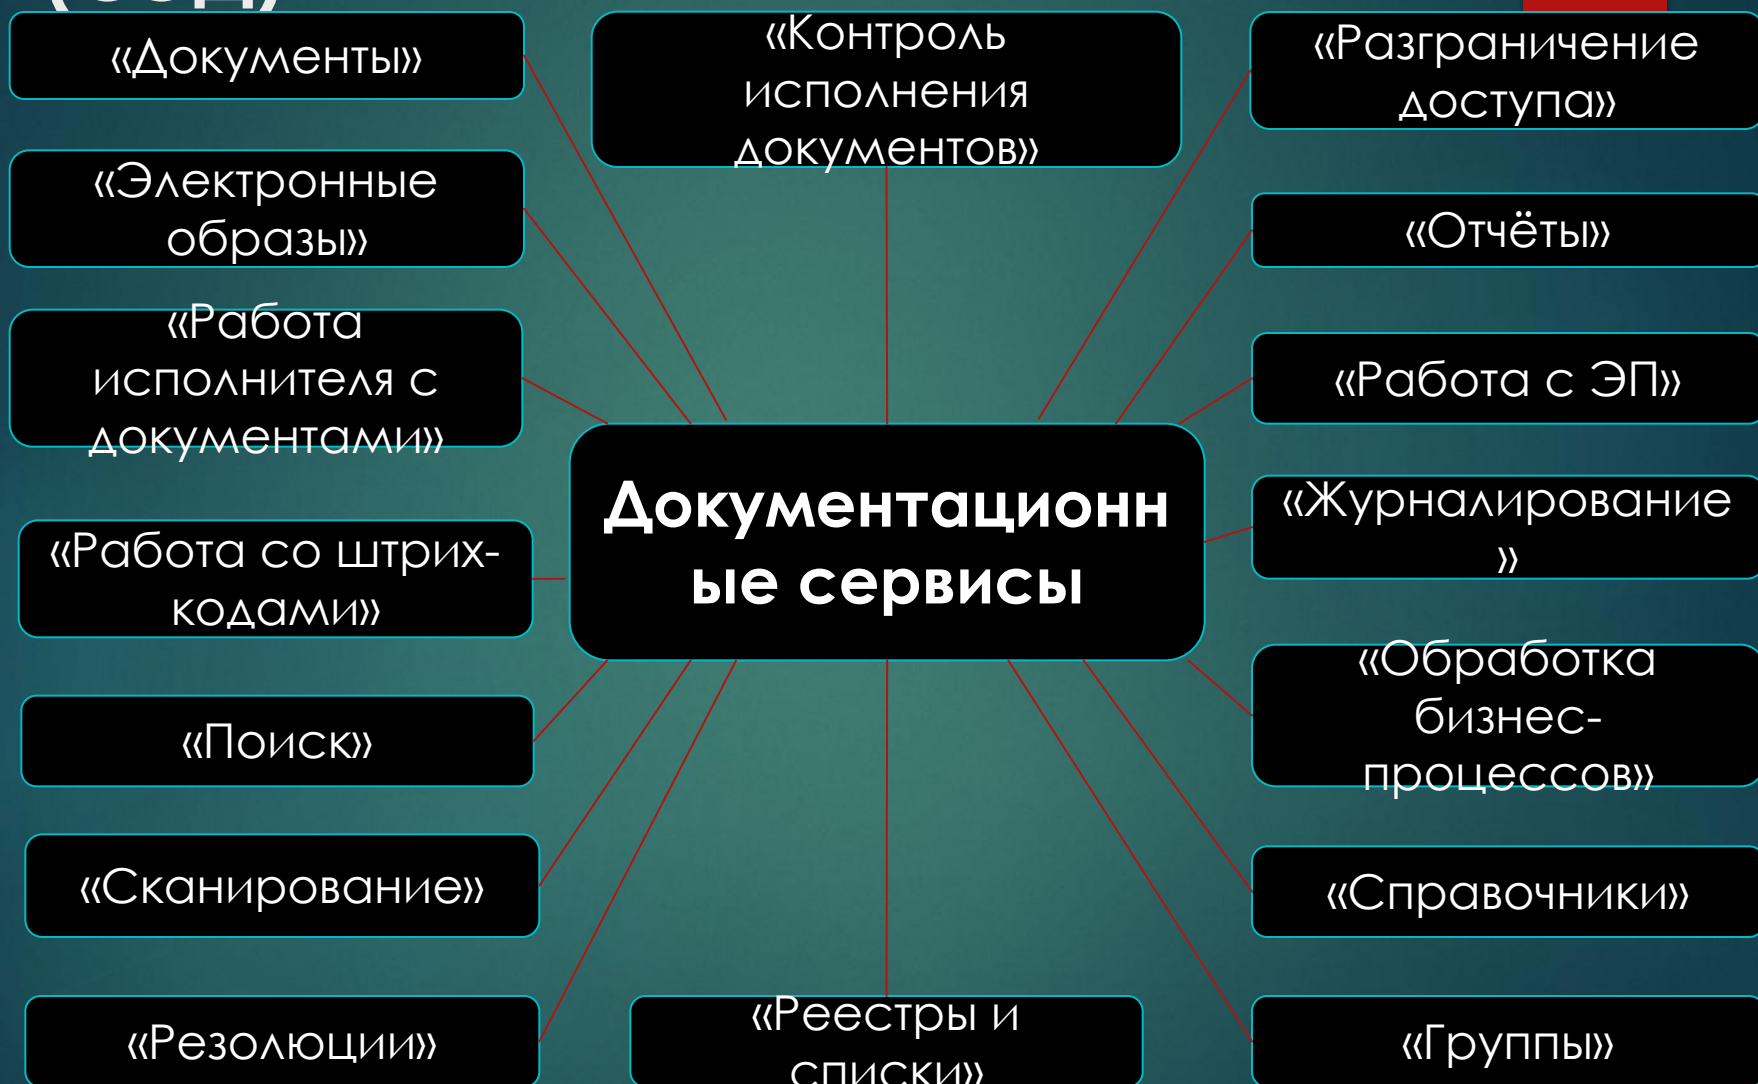 «Документы»
«Контроль
исполнения
документов»
«Разграничение
доступа»
«Электронные
образы»
«Отчёты»
«Работа
исполнителя с
документами»
«Работа с ЭП»
Документационн
ые сервисы
«Журналирование
»
«Работа со штрих-
кодами»
«Обработка
бизнес-
процессов»
«Поиск»
«Сканирование»
«Справочники»
«Резолюции»
«Реестры и
списки»
«Группы»